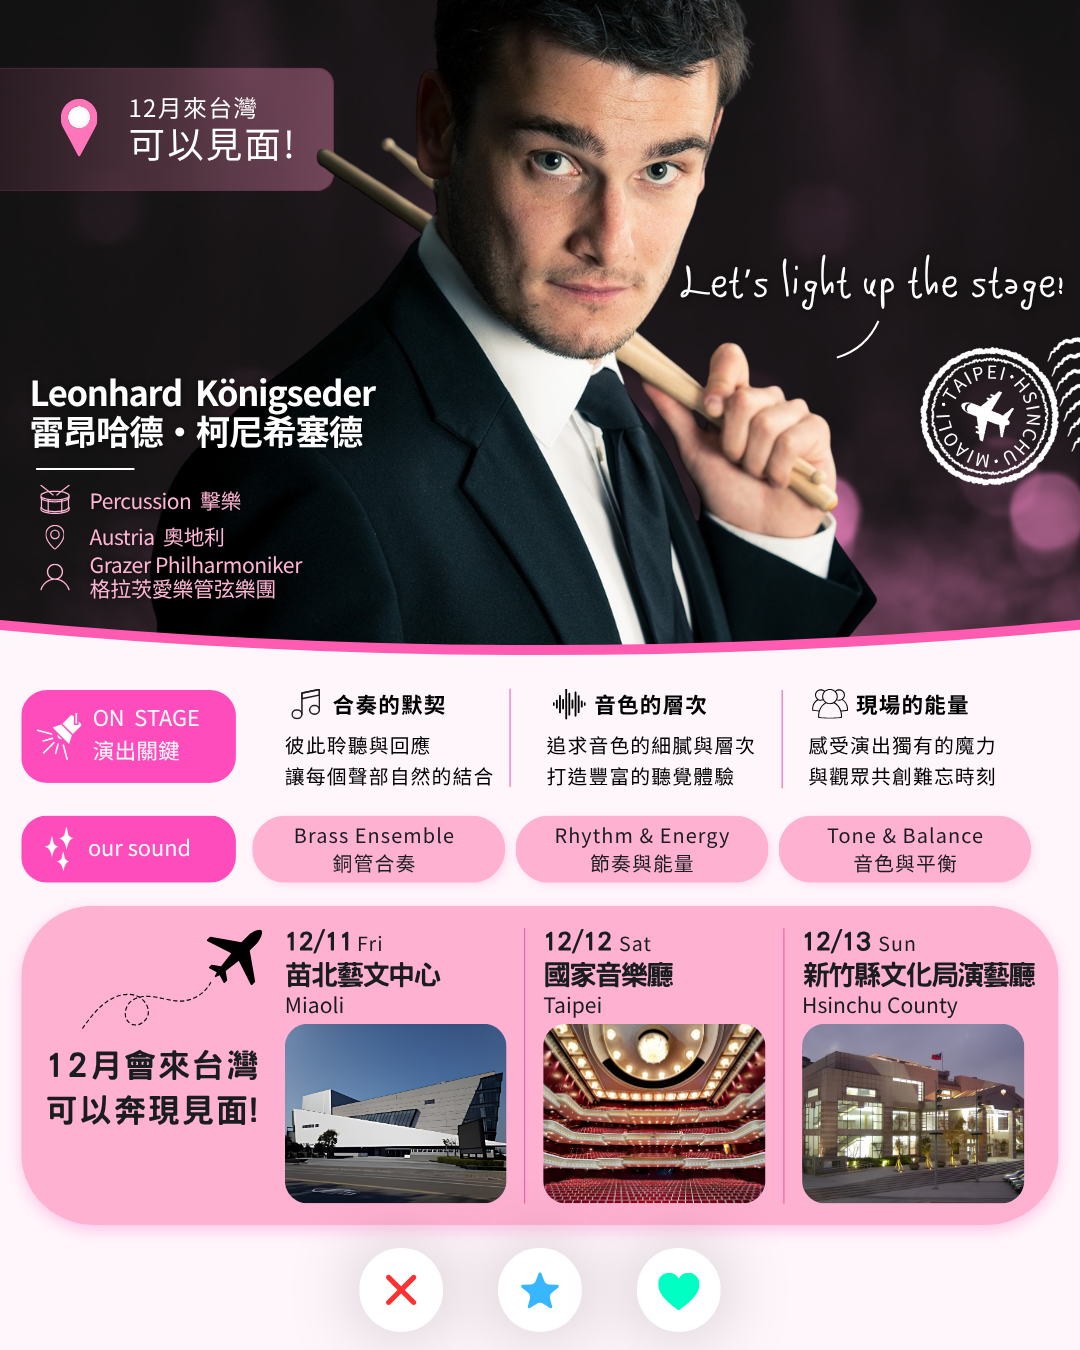 12月來台灣
可以見面!
Let's light up the stage!
TAIPEI · HSINCHU · MIAOLI ·
Leonhard Königseder
雷昂哈德・柯尼希塞德
Percussion 擊樂
Austria 奧地利
Grazer Philharmoniker
格拉茨愛樂管弦樂團
ON STAGE
演出關鍵
合奏的默契
彼此聆聽與回應
讓每個聲部自然的結合
音色的層次
追求音色的細膩與層次
打造豐富的聽覺體驗
現場的能量
感受演出獨有的魔力
與觀眾共創難忘時刻
our sound
Brass Ensemble
銅管合奏
Rhythm & Energy
節奏與能量
Tone & Balance
音色與平衡
12月會來台灣
可以奔現見面!
12/11 Fri
苗北藝文中心
Miaoli
12/12 Sat
國家音樂廳
Taipei
12/13 Sun
新竹縣文化局演藝廳
Hsinchu County